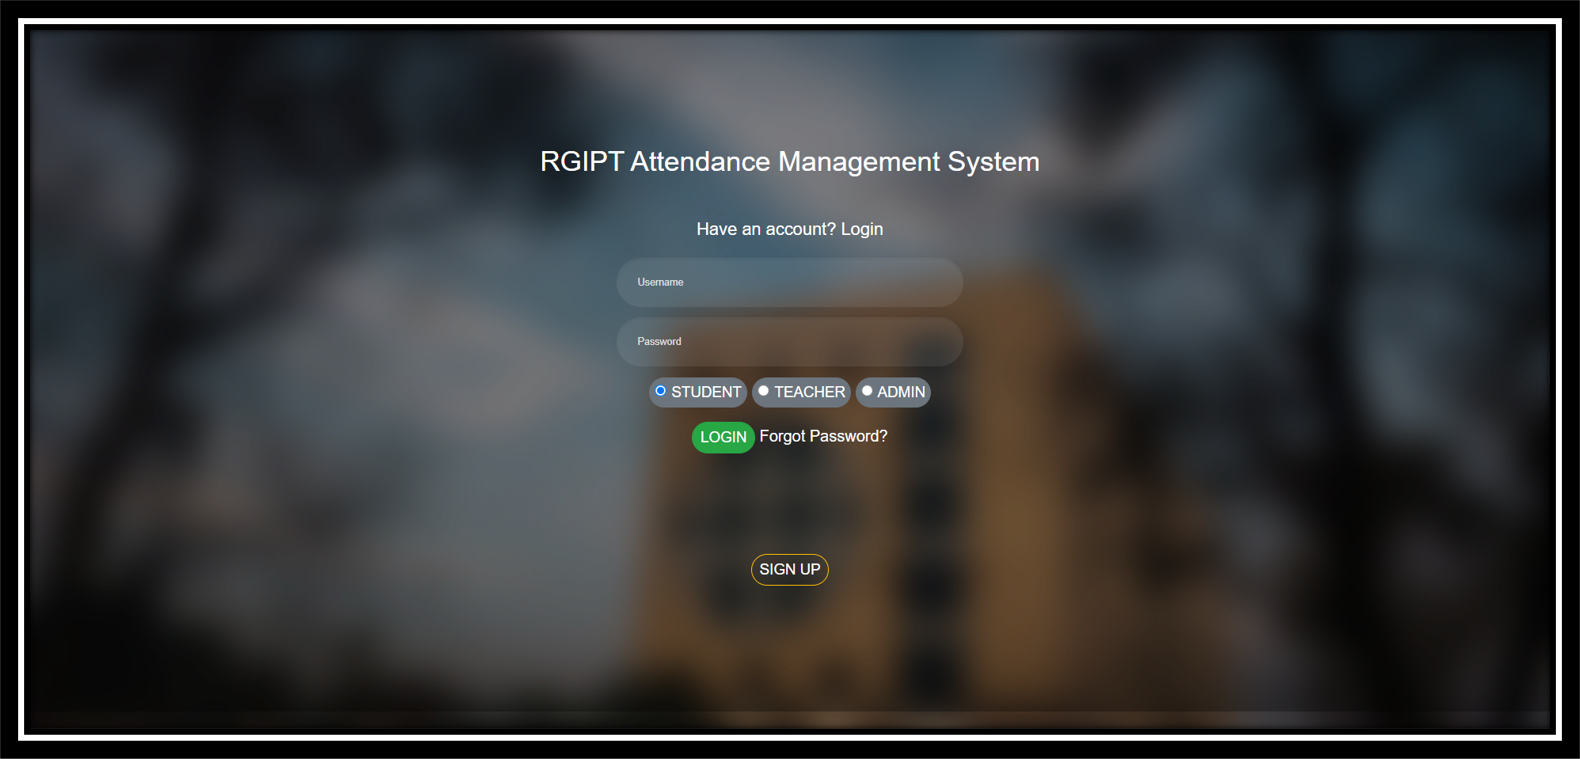 RGIPT Attendance Management System
Have an account? Login
Username
Password
STUDENT TEACHER ADMIN
LOGIN Forgot Password?
SIGN UP